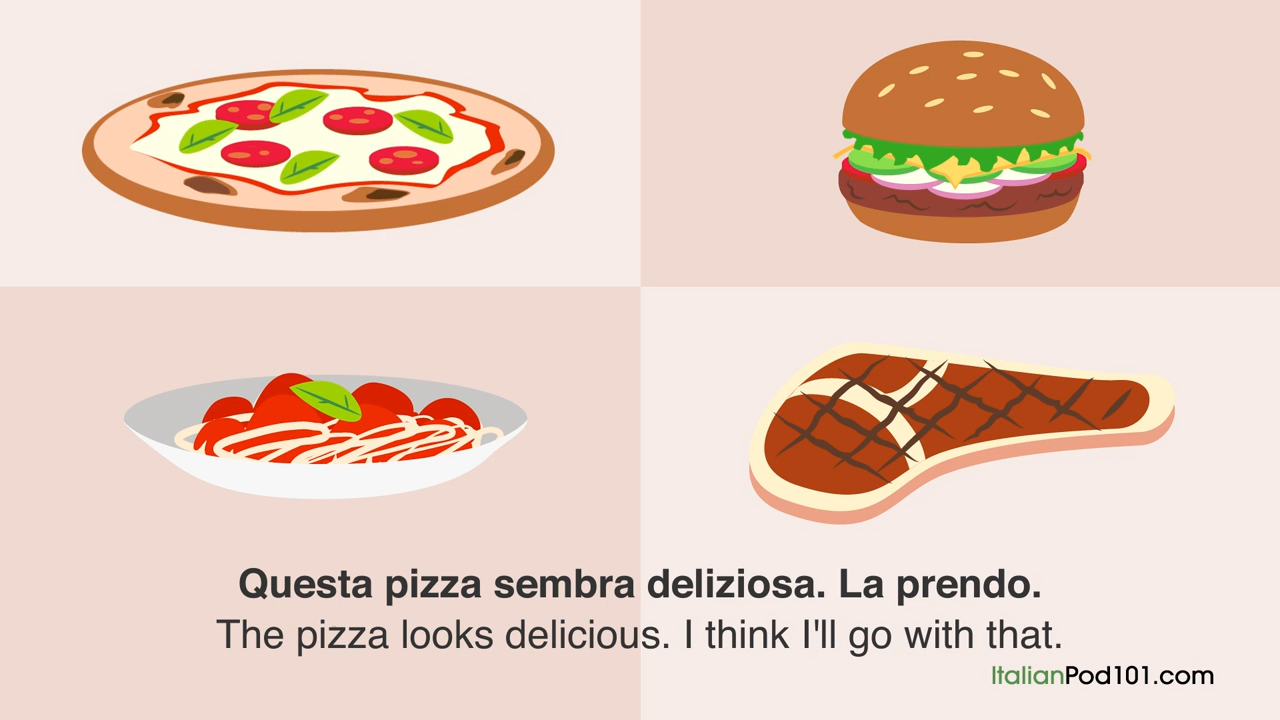 Questa pizza sembra deliziosa. La prendo.
The pizza looks delicious. I think I'll go with that.
ItalianPod101.com